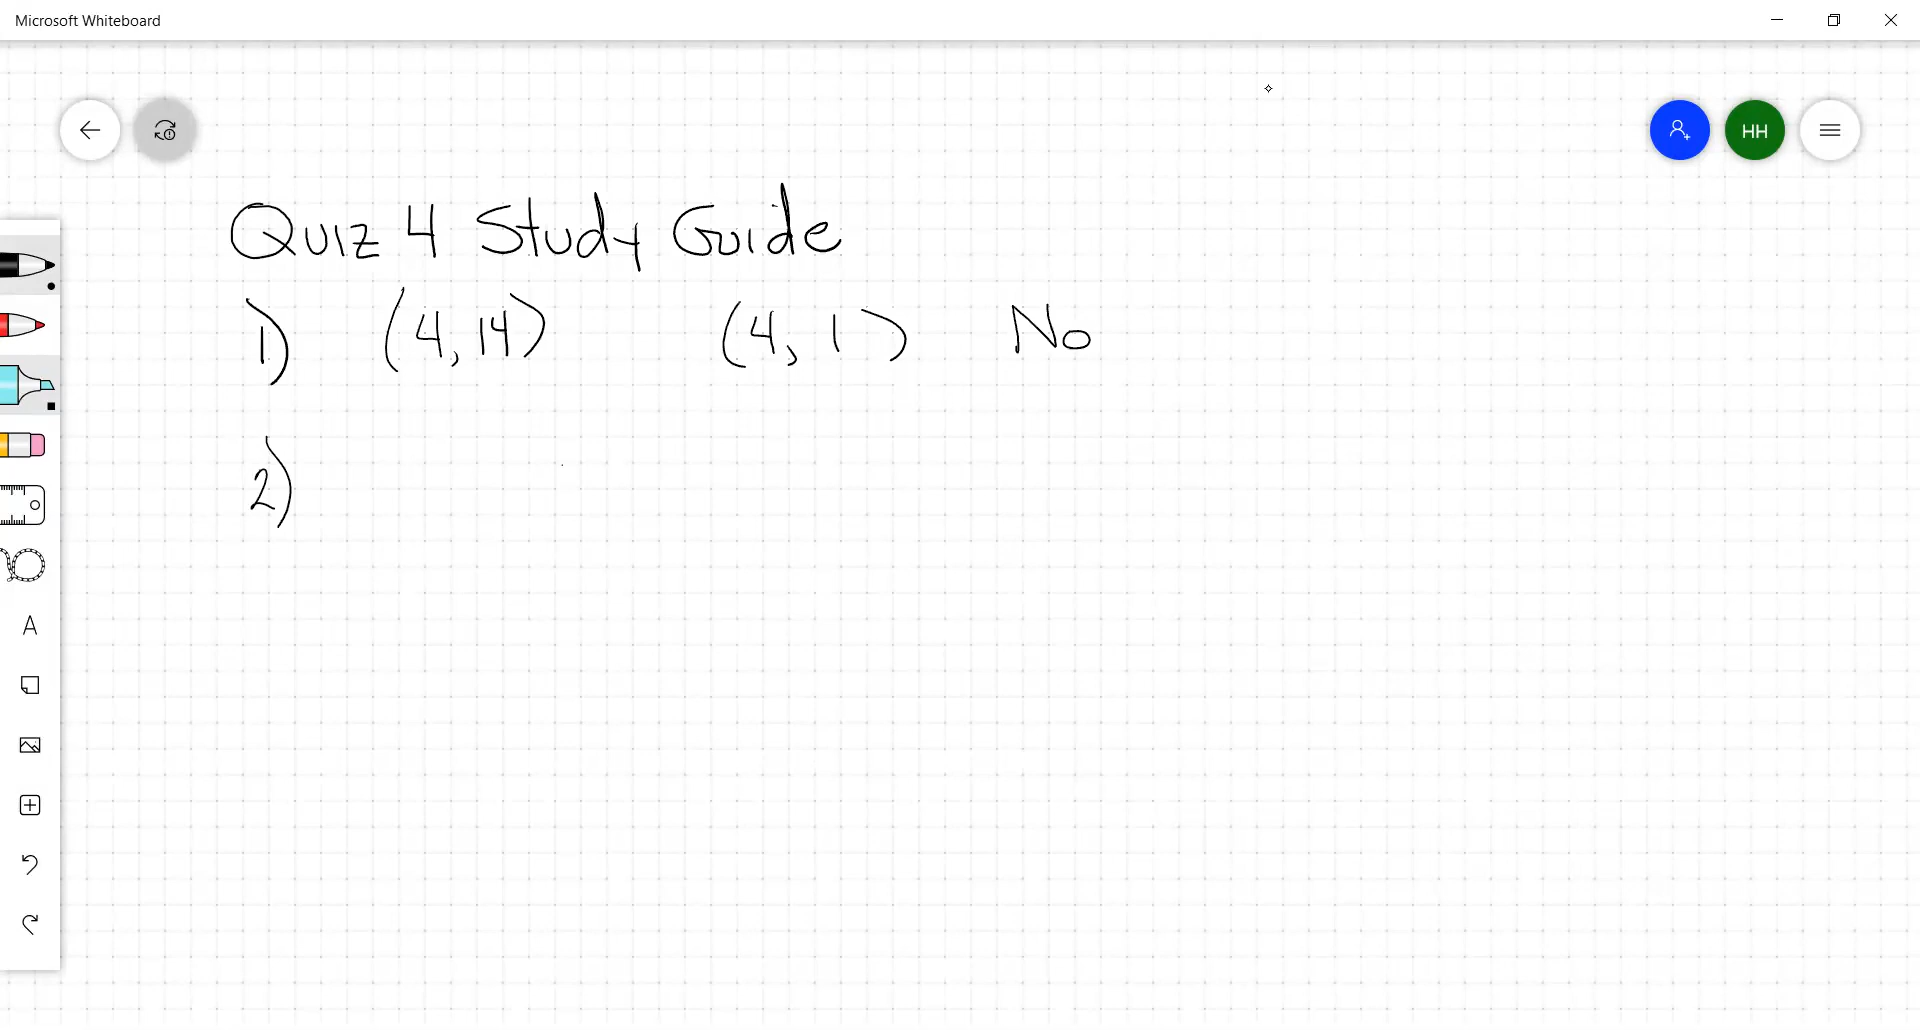 Microsoft Whiteboard
HH
Quiz 4 Study Guide
1) (4, 14) (4, 1) No
2)
A